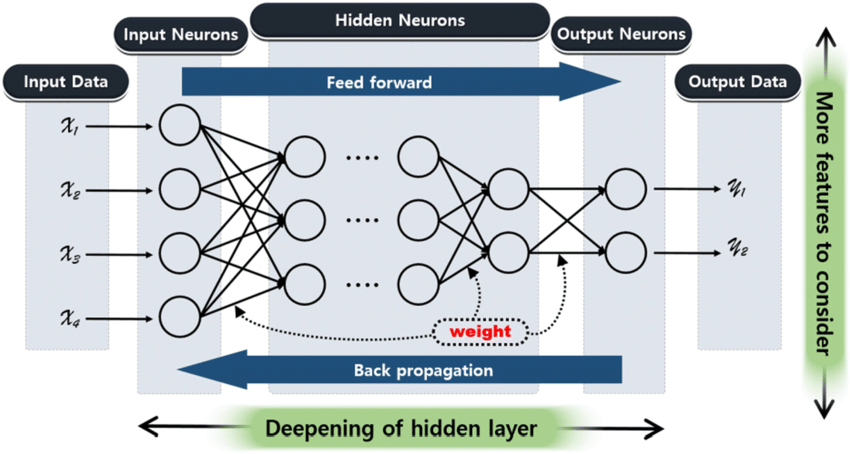 Hidden Neurons
Input Neurons
Output Neurons
Input Data
Feed forward
Output Data
X1
X2
X3
X4
y1
y2
weight
Back propagation
Deepening of hidden layer
More features to consider